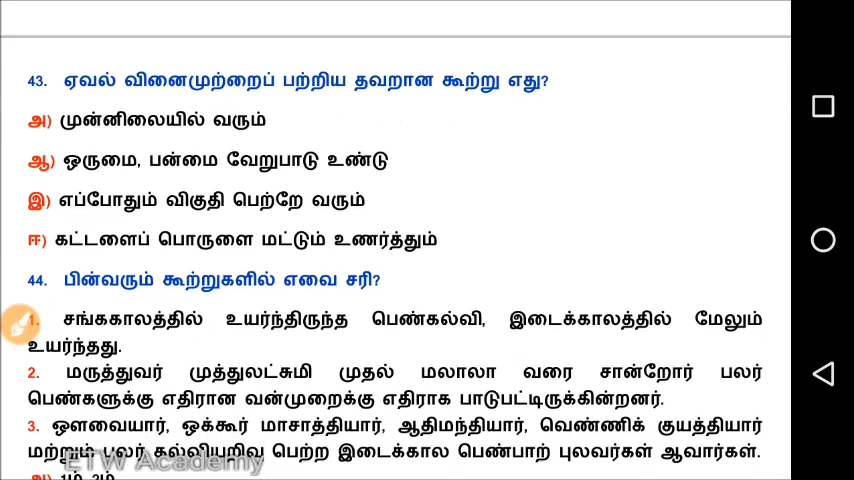 43. ஏவல் வினைமுற்றைப் பற்றிய தவறான கூற்று எது?
அ) முன்னிலையில் வரும்
ஆ) ஒருமை, பன்மை வேறுபாடு உண்டு
இ) எப்போதும் விகுதி பெற்றே வரும்
ஈ) கட்டளைப் பொருளை மட்டும் உணர்த்தும்
44. பின்வரும் கூற்றுகளில் எவை சரி?
1. சங்ககாலத்தில் உயர்ந்திருந்த பெண்கல்வி, இடைக்காலத்தில் மேலும்
உயர்ந்தது.
2. மருத்துவர் முத்துலட்சுமி முதல் மலாலா வரை சான்றோர் பலர்
பெண்களுக்கு எதிரான வன்முறைக்கு எதிராக பாடுபட்டிருக்கின்றனர்.
3. ஔவையார், ஒக்கூர் மாசாத்தியார், ஆதிமந்தியார், வெண்ணிக் குயத்தியார்
மற்றும் பலர் கல்வியறிவு பெற்ற இடைக்கால பெண்பாற் புலவர்கள் ஆவார்கள்.
ETW Academy
அ) 1ம் 2ம்